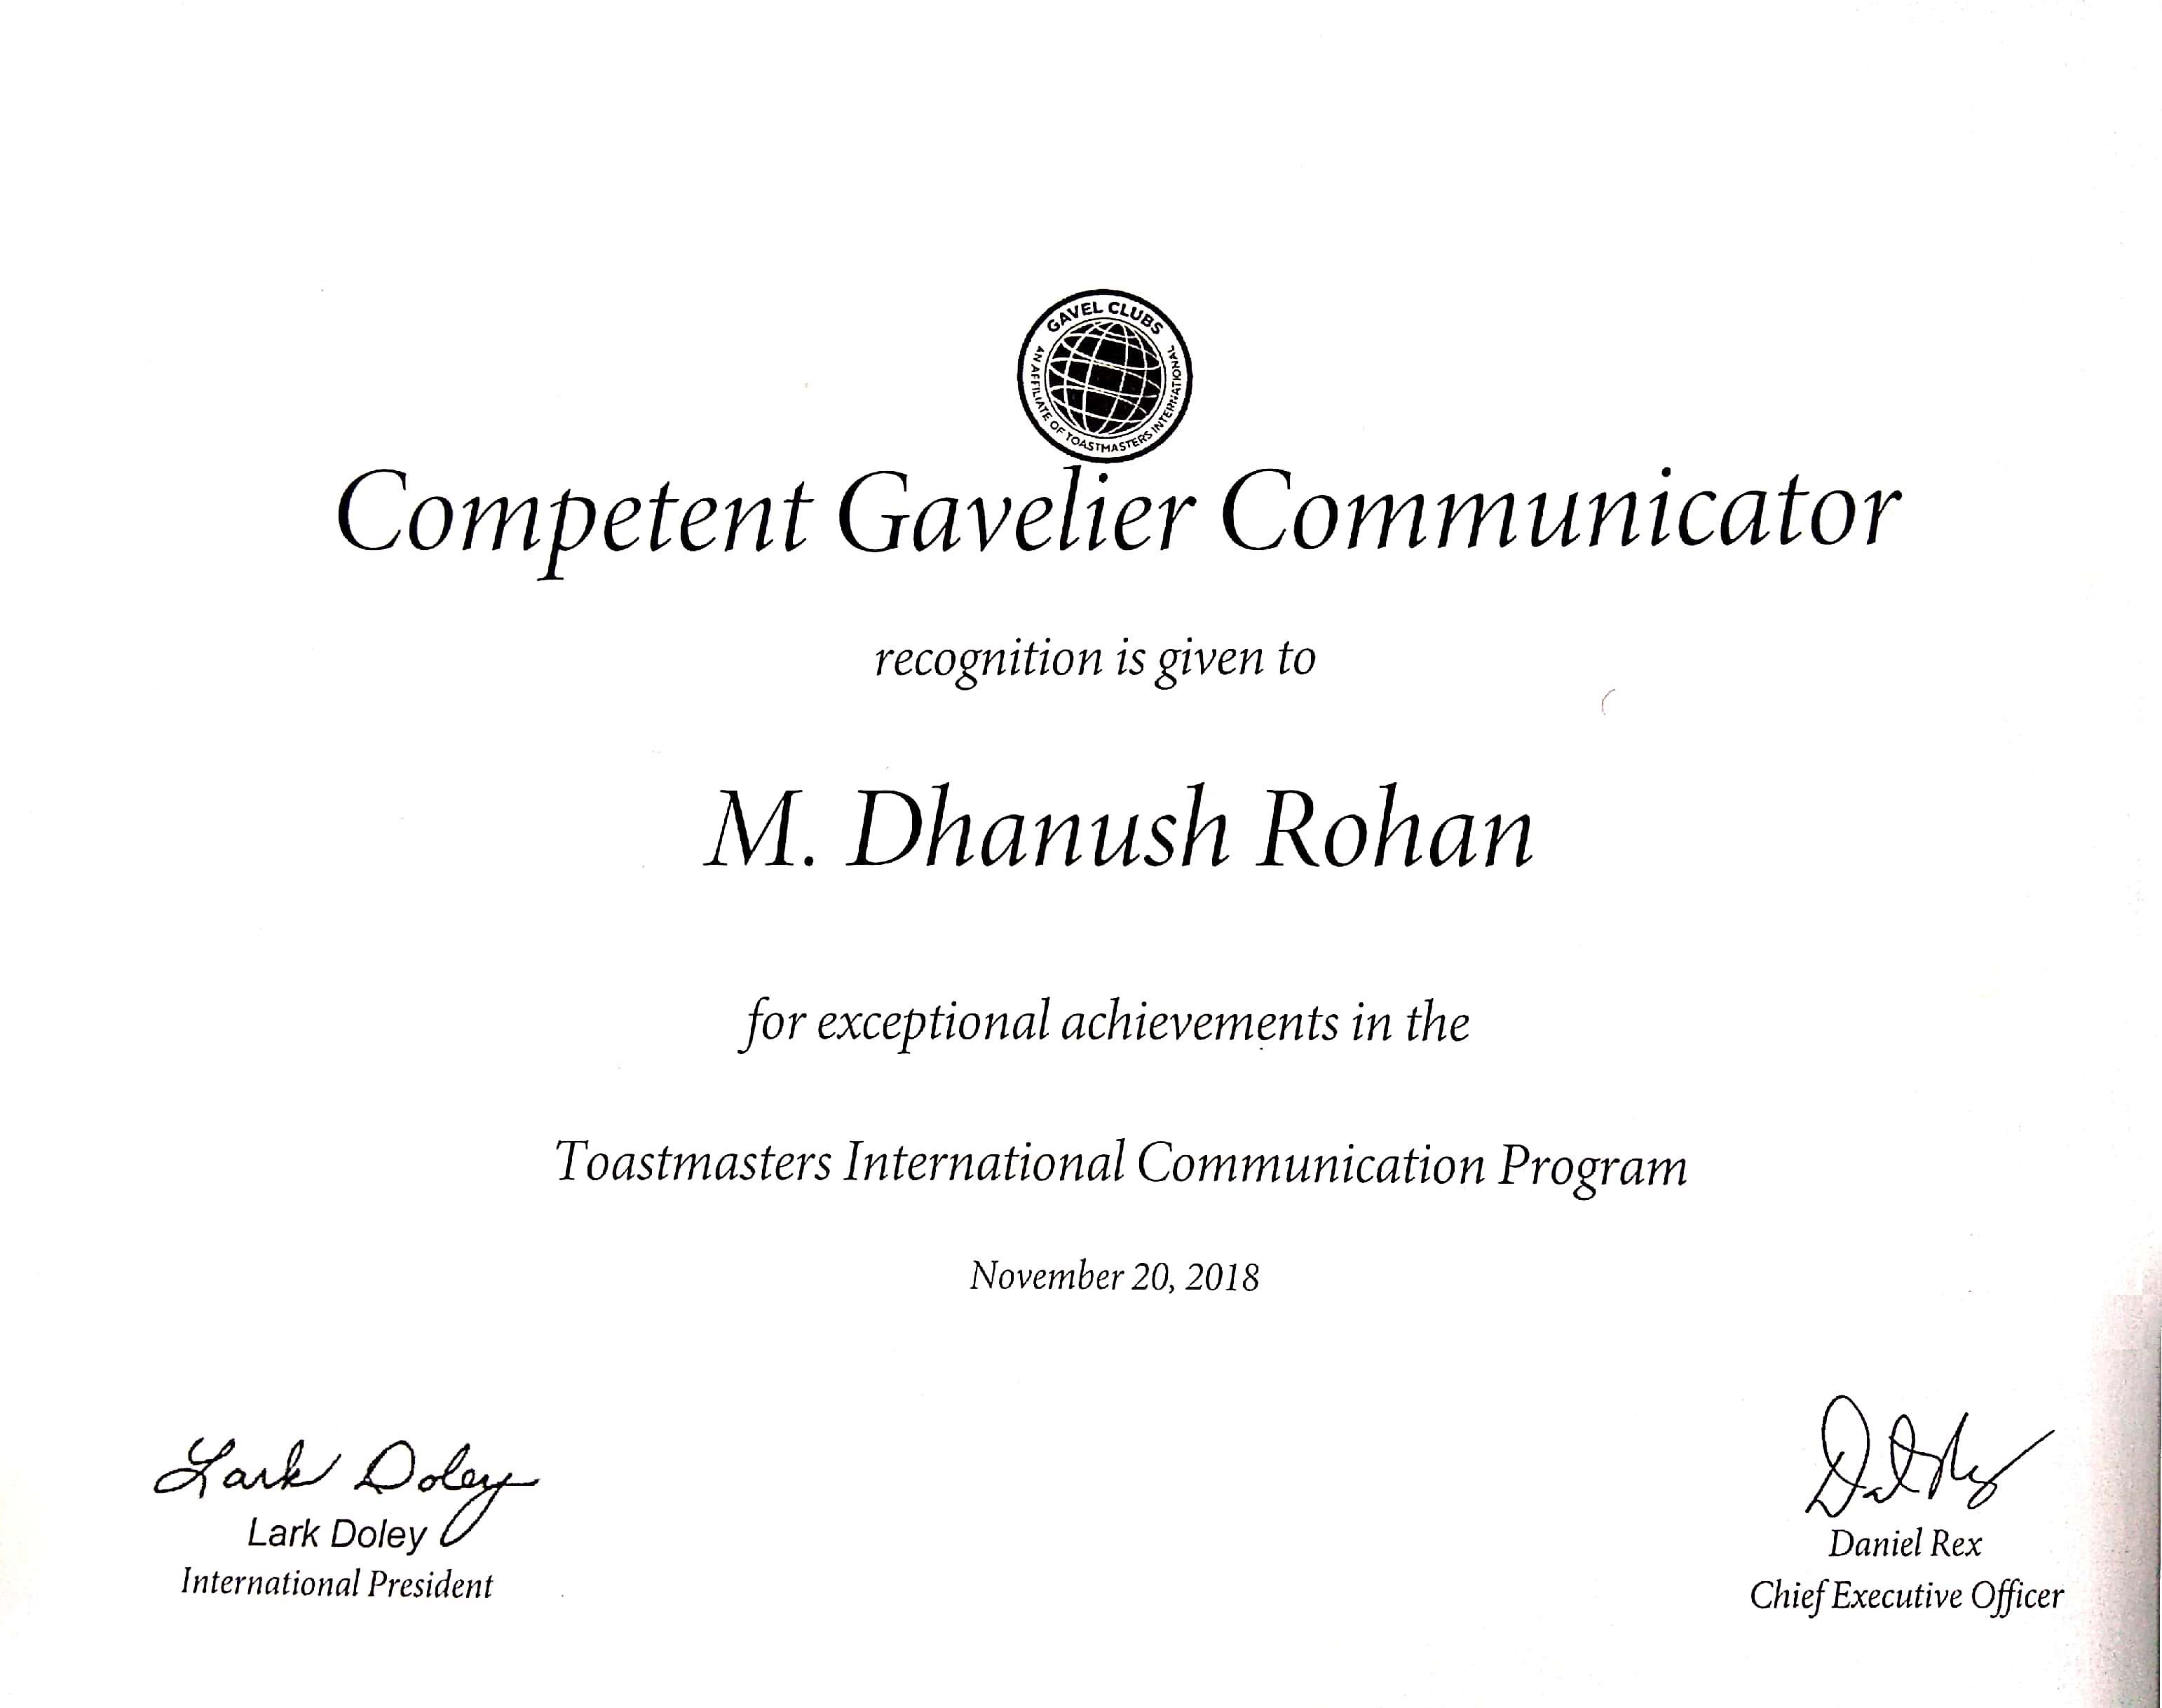 GAVEL CLUBS
AN AFFILIATE OF TOASTMASTERS INTERNATIONAL
Competent Gavelier Communicator
recognition is given to
M. Dhanush Rohan
for exceptional achievements in the
Toastmasters International Communication Program
November 20, 2018
Lark Doley
Lark Doley
International President
Daniel Rex
Chief Executive Officer